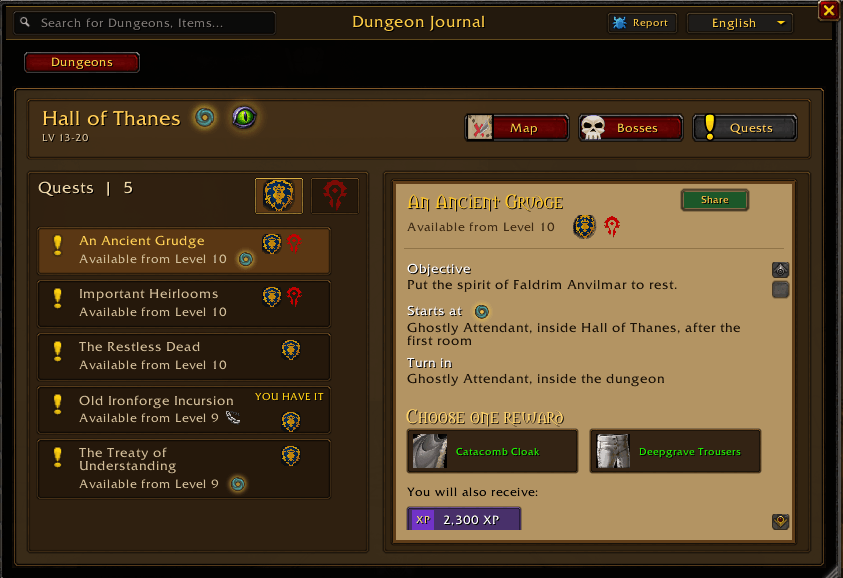 Search for Dungeons, Items...
Dungeon Journal
Report
English
Dungeons
Hall of Thanes
LV 13-20
Map
Bosses
Quests
Quests | 5
An Ancient Grudge
Available from Level 10
Important Heirlooms
Available from Level 10
The Restless Dead
Available from Level 10
Old Ironforge Incursion
YOU HAVE IT
Available from Level 9
The Treaty of
Understanding
Available from Level 9
An Ancient Grudge
Share
Available from Level 10
Objective
Put the spirit of Faldrim Anvilmar to rest.
Starts at
Ghostly Attendant, inside Hall of Thanes, after the
first room
Turn in
Ghostly Attendant, inside the dungeon
Choose one reward
Catacomb Cloak
Deepgrave Trousers
You will also receive:
XP 2,300 XP